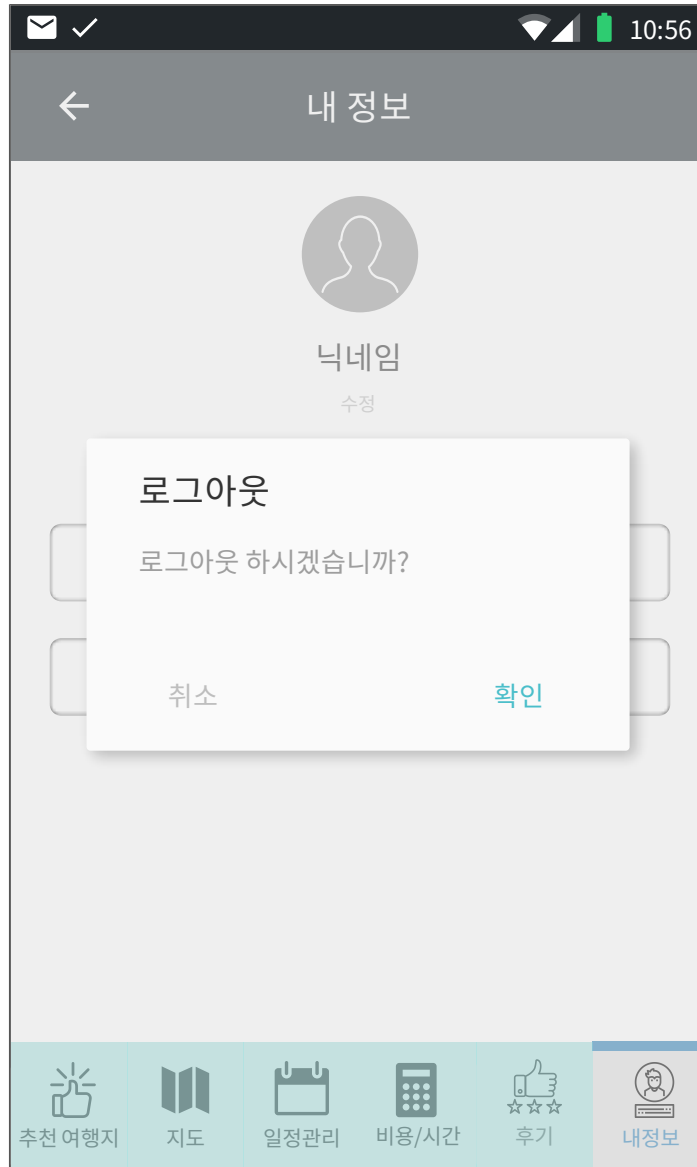 10:56
내 정보
닉네임
수정
로그아웃
로그아웃 하시겠습니까?
취소 확인
추천 여행지 지도 일정관리 비용/시간 후기 내정보